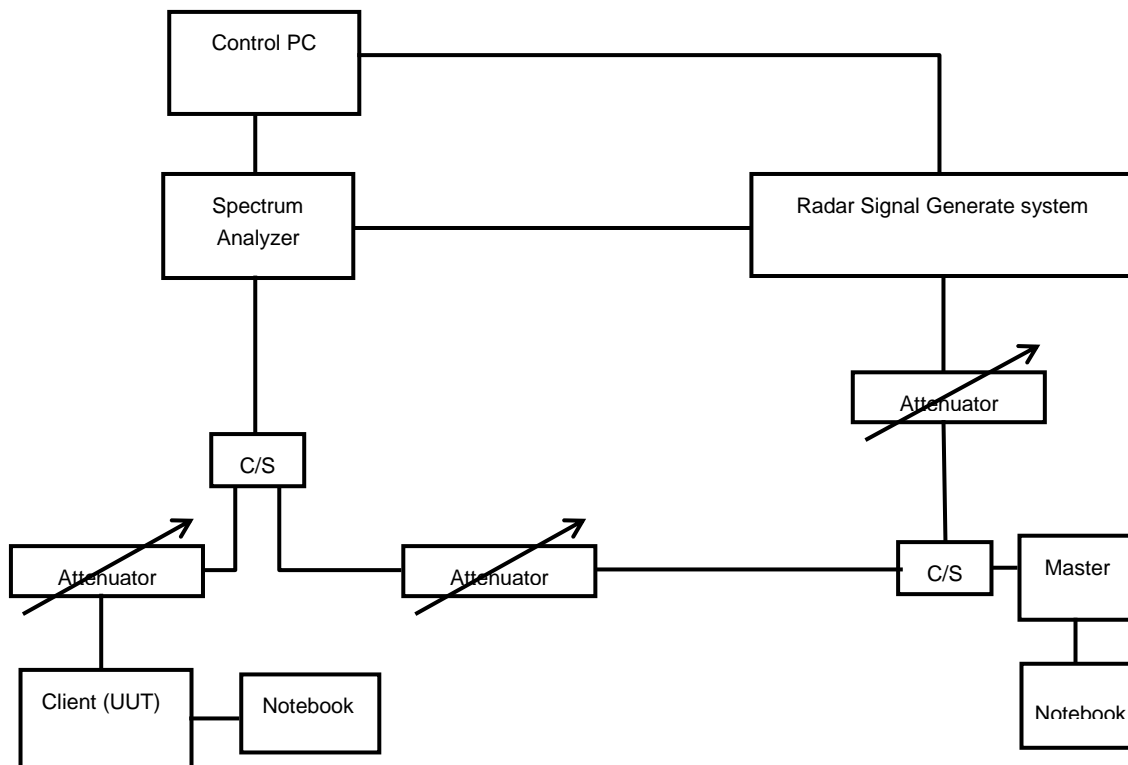 Control PC
Spectrum
Analyzer
Radar Signal Generate system
Attenuator
C/S
Attenuator
Attenuator
C/S
Master
Client (UUT)
Notebook
Notebook